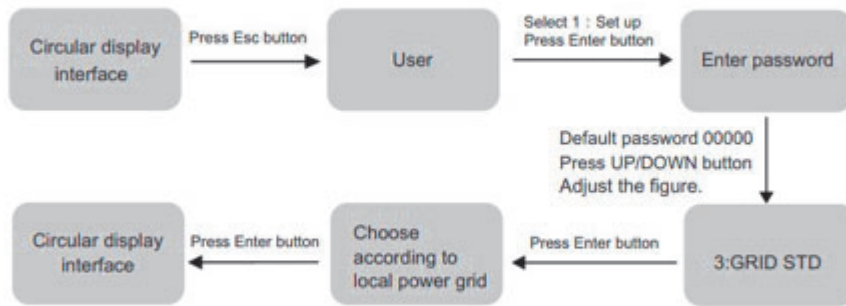 Circular display
interface
Press Esc button
User
Select 1 : Set up
Press Enter button
Enter password
Default password 00000
Press UP/DOWN button
Adjust the figure.
3:GRID STD
Press Enter button
Choose
according to
local power grid
Press Enter button
Circular display
interface